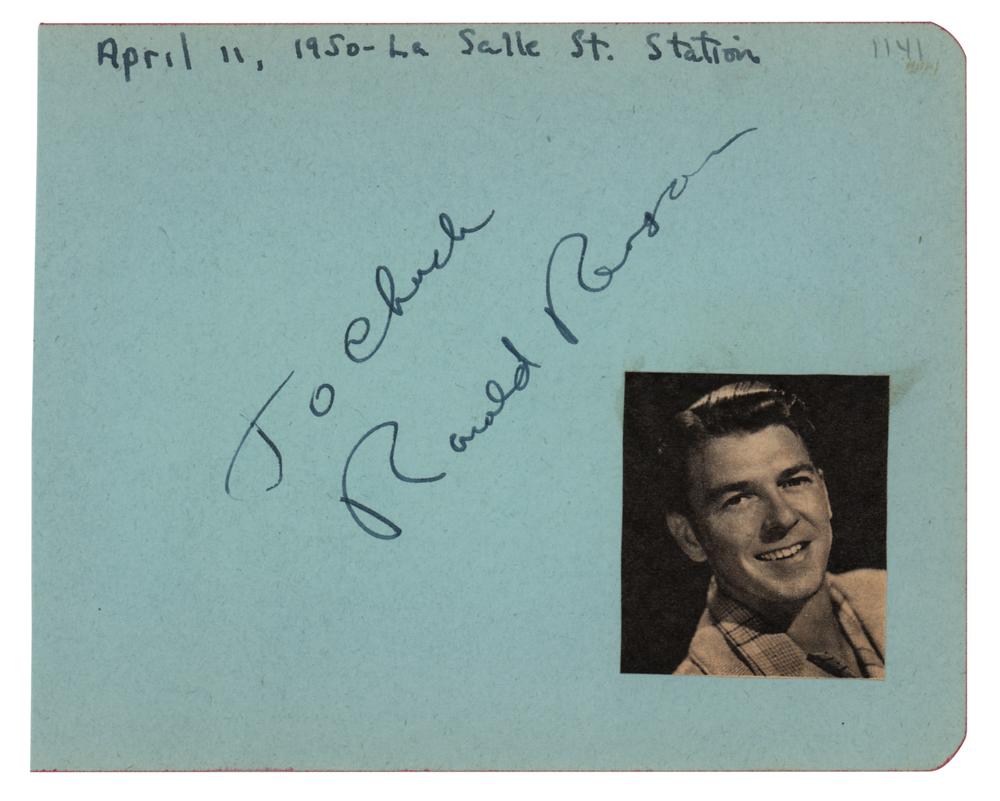 April 11, 1950- La Salle St. Station
1141
To Chuck
Ronald Reagan